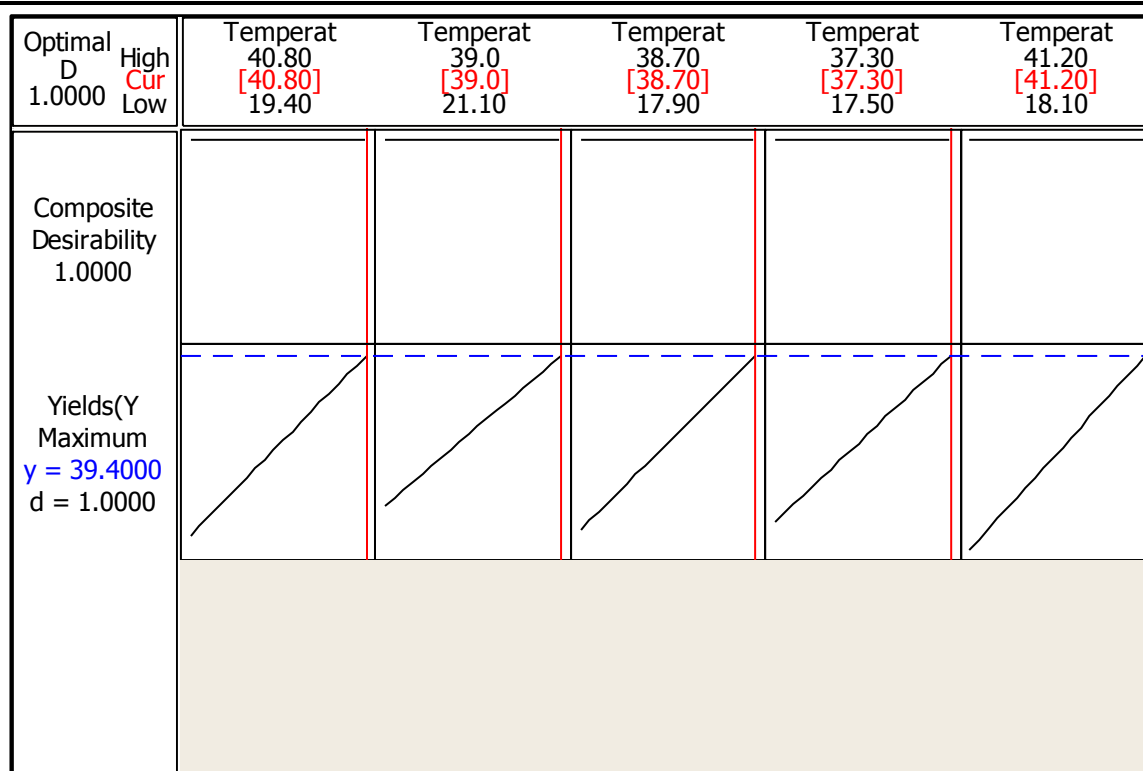 Optimal
D
1.0000
High
Cur
Low
Temperat
40.80
[40.80]
19.40
Temperat
39.0
[39.0]
21.10
Temperat
38.70
[38.70]
17.90
Temperat
37.30
[37.30]
17.50
Temperat
41.20
[41.20]
18.10
Composite
Desirability
1.0000
Yields(Y
Maximum
y = 39.4000
d = 1.0000